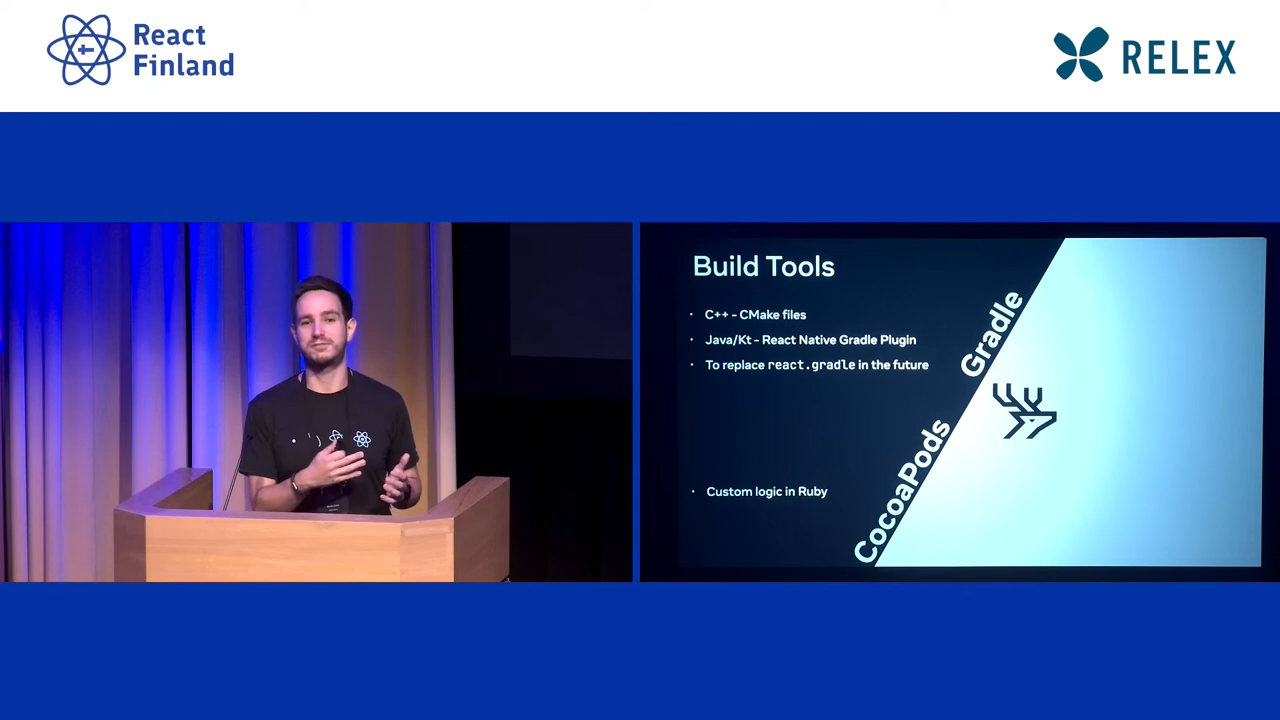 React
Finland
RELEX
Build Tools
• C++ - CMake files
• Java/Kt - React Native Gradle Plugin
• To replace react.gradle in the future
• Custom logic in Ruby
Gradle
CocoaPods